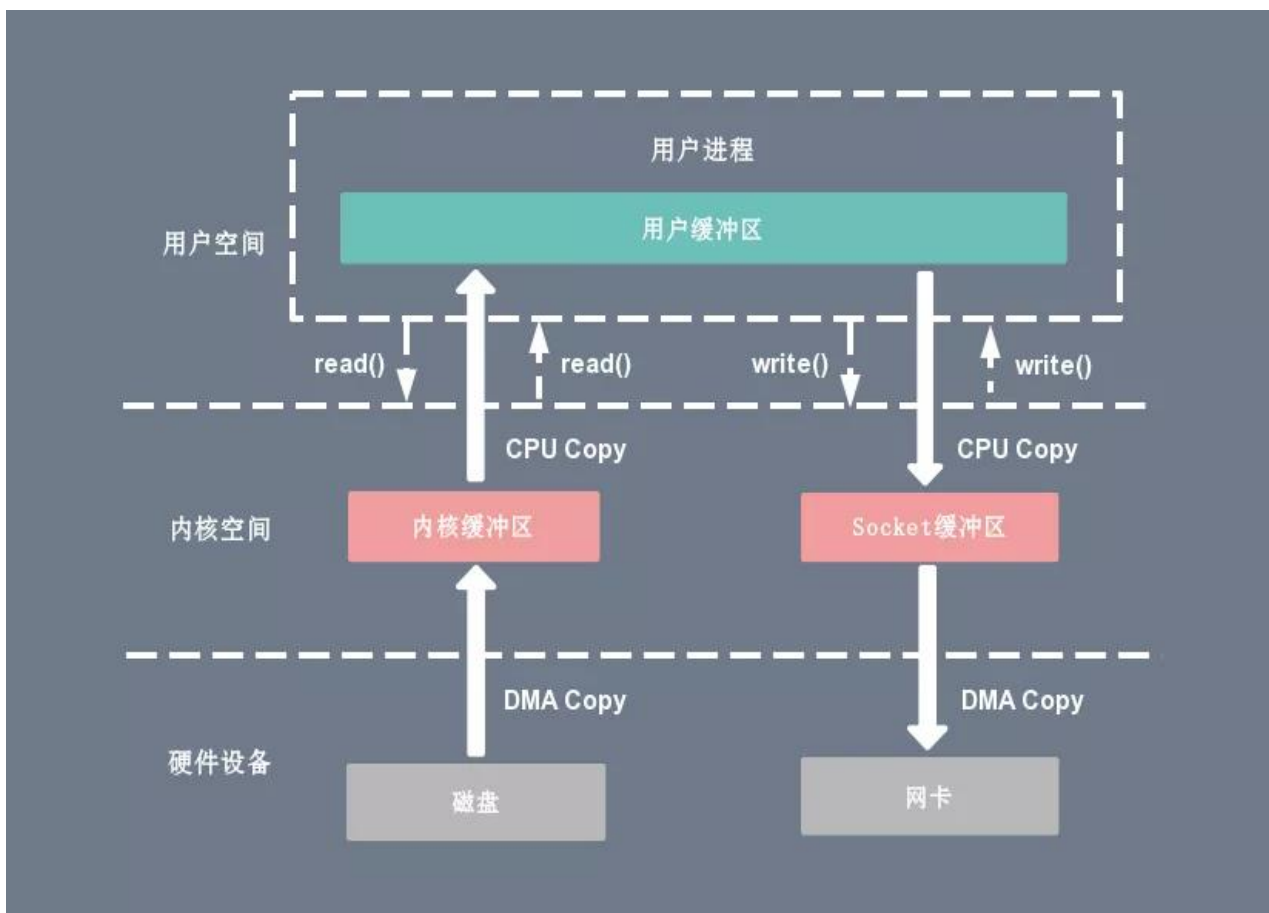 用户进程
用户缓冲区
用户空间
read()
read()
write()
write()
CPU Copy
CPU Copy
内核空间
内核缓冲区
Socket缓冲区
DMA Copy
DMA Copy
硬件设备
磁盘
网卡